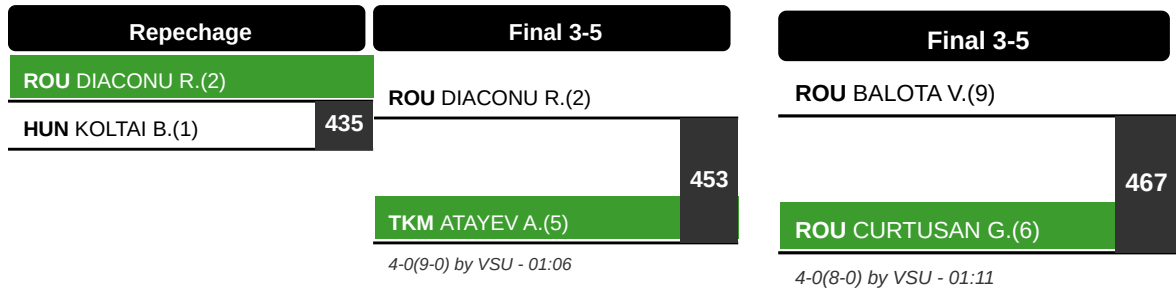 Repechage
ROU DIACONU R.(2)
HUN KOLTAI B.(1)
435
Final 3-5
ROU DIACONU R.(2)
453
TKM ATAYEV A.(5)
4-0(9-0) by VSU - 01:06
Final 3-5
ROU BALOTA V.(9)
467
ROU CURTUSAN G.(6)
4-0(8-0) by VSU - 01:11